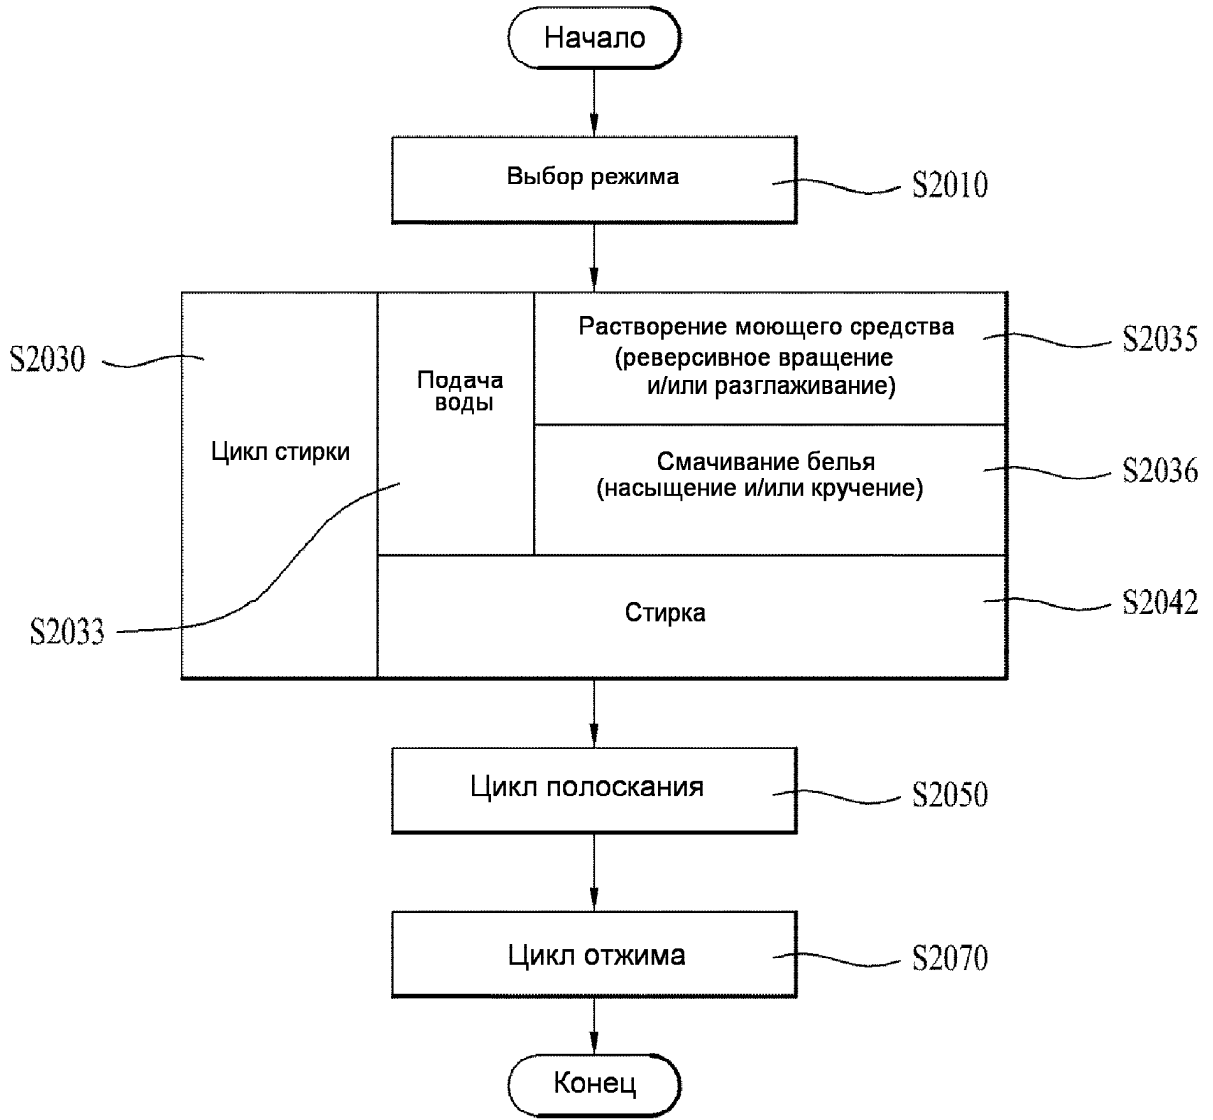 Начало
Выбор режима
S2010
S2030
Цикл стирки
Подача
воды
S2033
Растворение моющего средства
(реверсивное вращение
и/или разглаживание)
S2035
Смачивание белья
(насыщение и/или кручение)
S2036
Стирка
S2042
Цикл полоскания
S2050
Цикл отжима
S2070
Конец